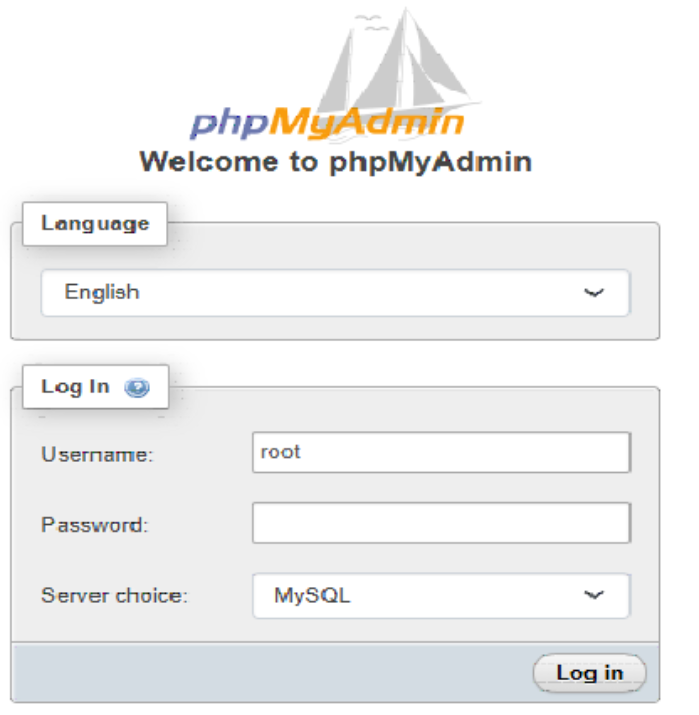 phpMyAdmin
Welcome to phpMyAdmin
Language
English
Log In
Username: root
Password:
Server choice: MySQL
Log in